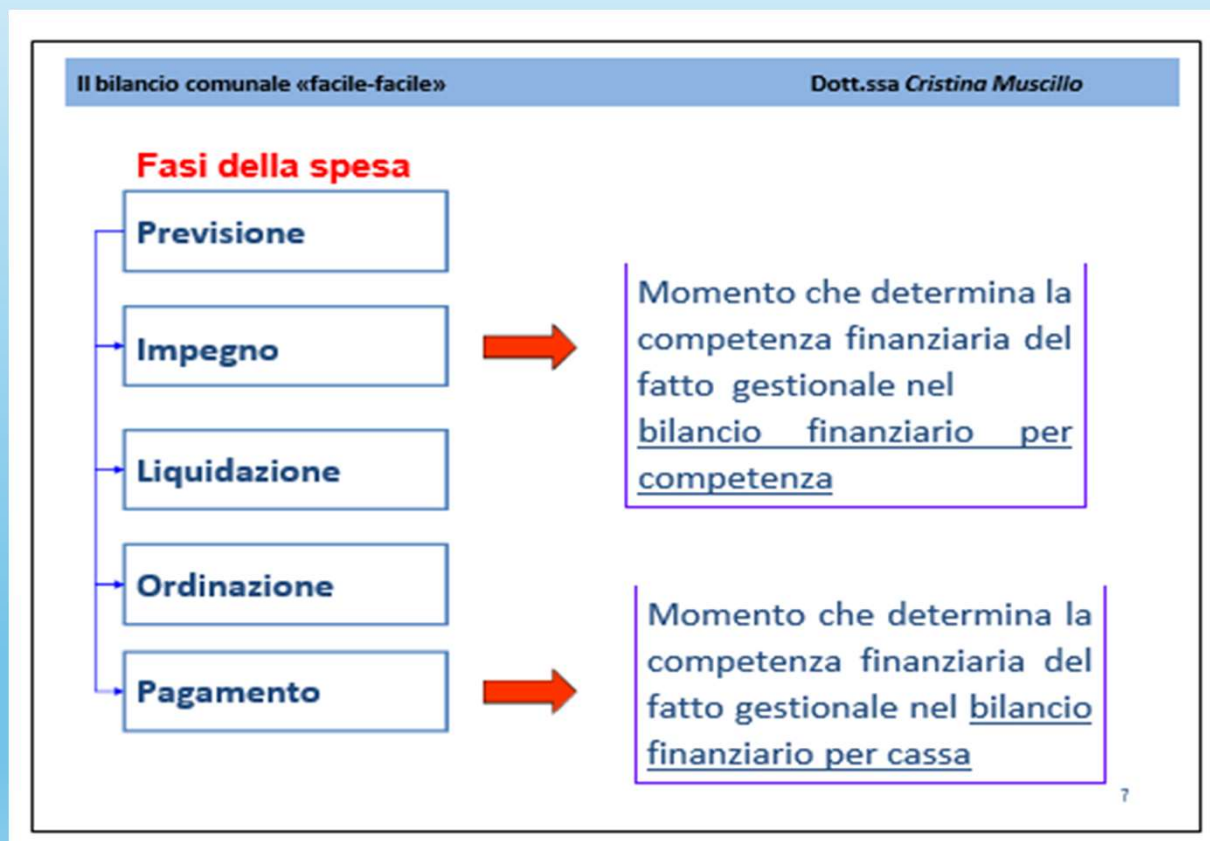 Il bilancio comunale «facile-facile» Dott.ssa Cristina Muscillo
Fasi della spesa
Previsione
Impegno
Momento che determina la
competenza finanziaria del
fatto gestionale nel
bilancio finanziario per
competenza
Liquidazione
Ordinazione
Pagamento
Momento che determina la
competenza finanziaria del
fatto gestionale nel bilancio
finanziario per cassa
7